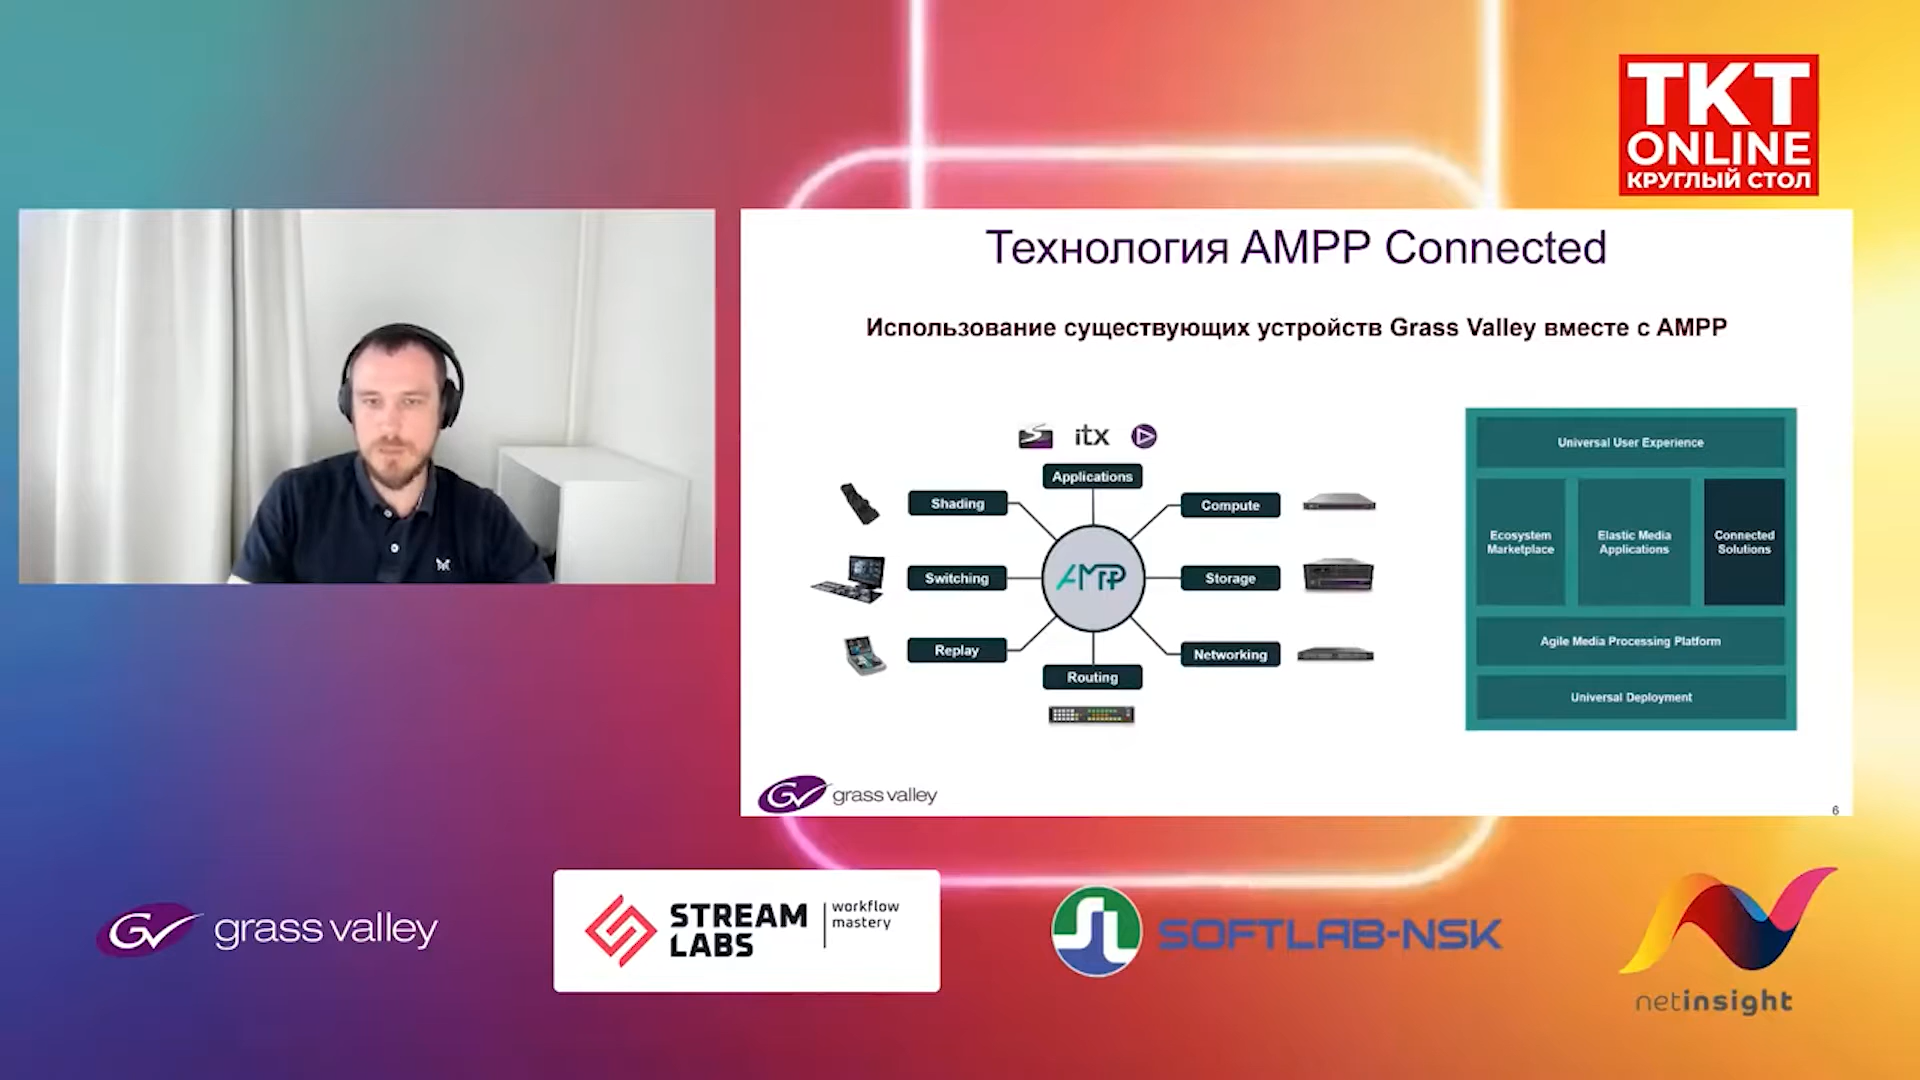 TKT
ONLINE
КРУГЛЫЙ СТОЛ
Технология AMPP Connected
Использование существующих устройств Grass Valley вместе с AMPP
itx
Applications
Shading
Compute
Switching
AMPP
Storage
Replay
Networking
Routing
Universal User Experience
Ecosystem
Marketplace
Elastic Media
Applications
Connected
Solutions
Agile Media Processing Platform
Universal Deployment
GV grass valley
6
GV grass valley
STREAM
LABS
workflow
mastery
SOFTLAB-NSK
netinsight